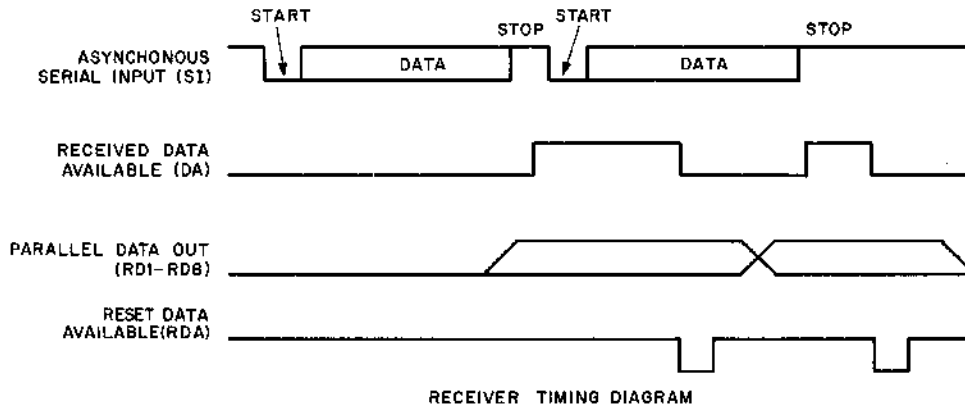 START
STOP
START
STOP
ASYNCHONOUS
SERIAL INPUT (SI)
DATA
DATA
RECEIVED DATA
AVAILABLE (DA)
PARALLEL DATA OUT
(RD1-RD8)
RESET DATA
AVAILABLE(RDA)
RECEIVER TIMING DIAGRAM